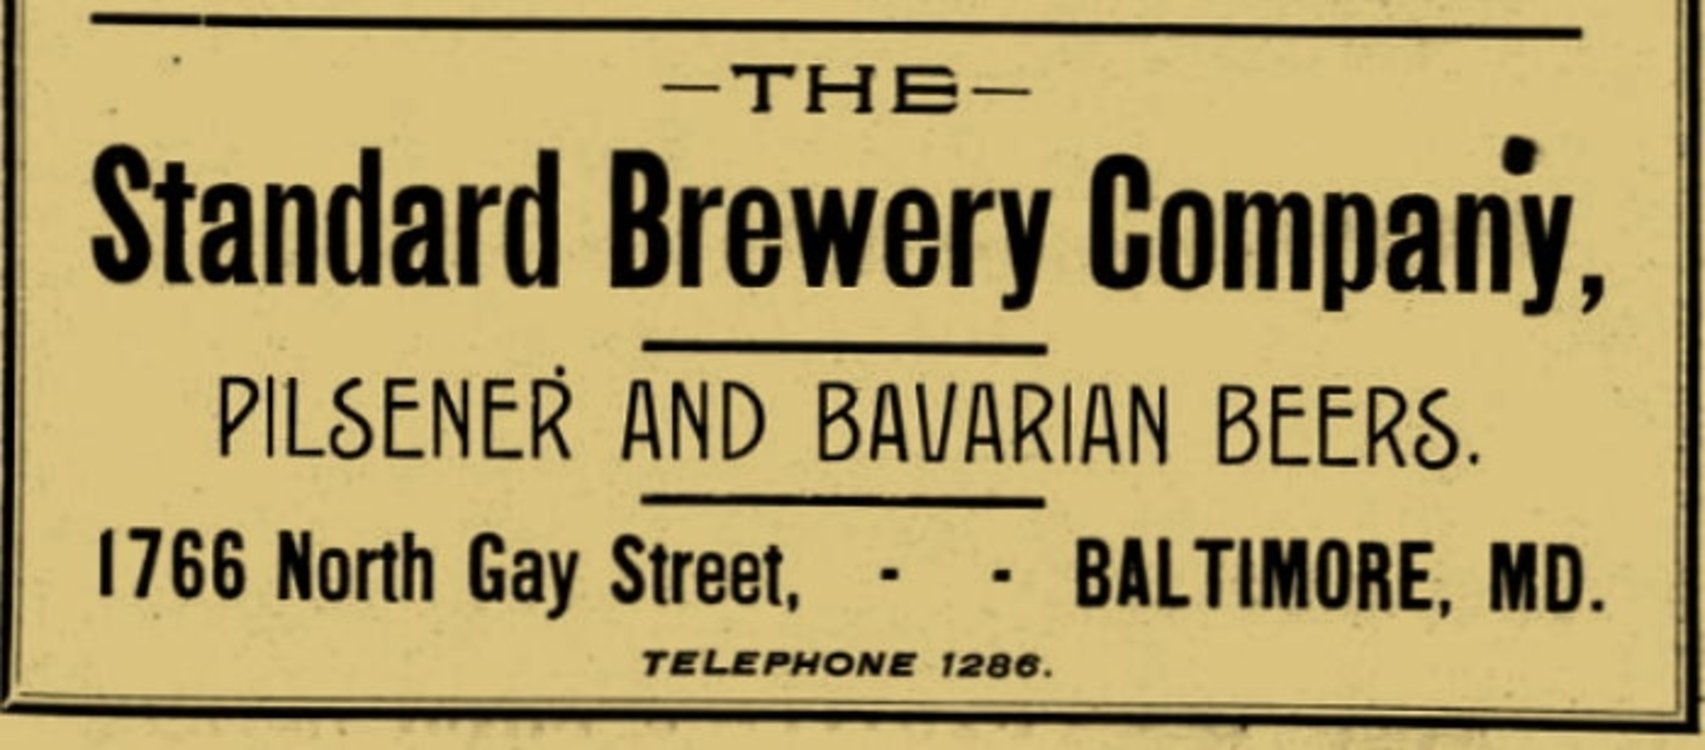 —THE—
Standard Brewery Company,
PILSENER AND BAVARIAN BEERS.
1766 North Gay Street, - - BALTIMORE, MD.
TELEPHONE 1286.